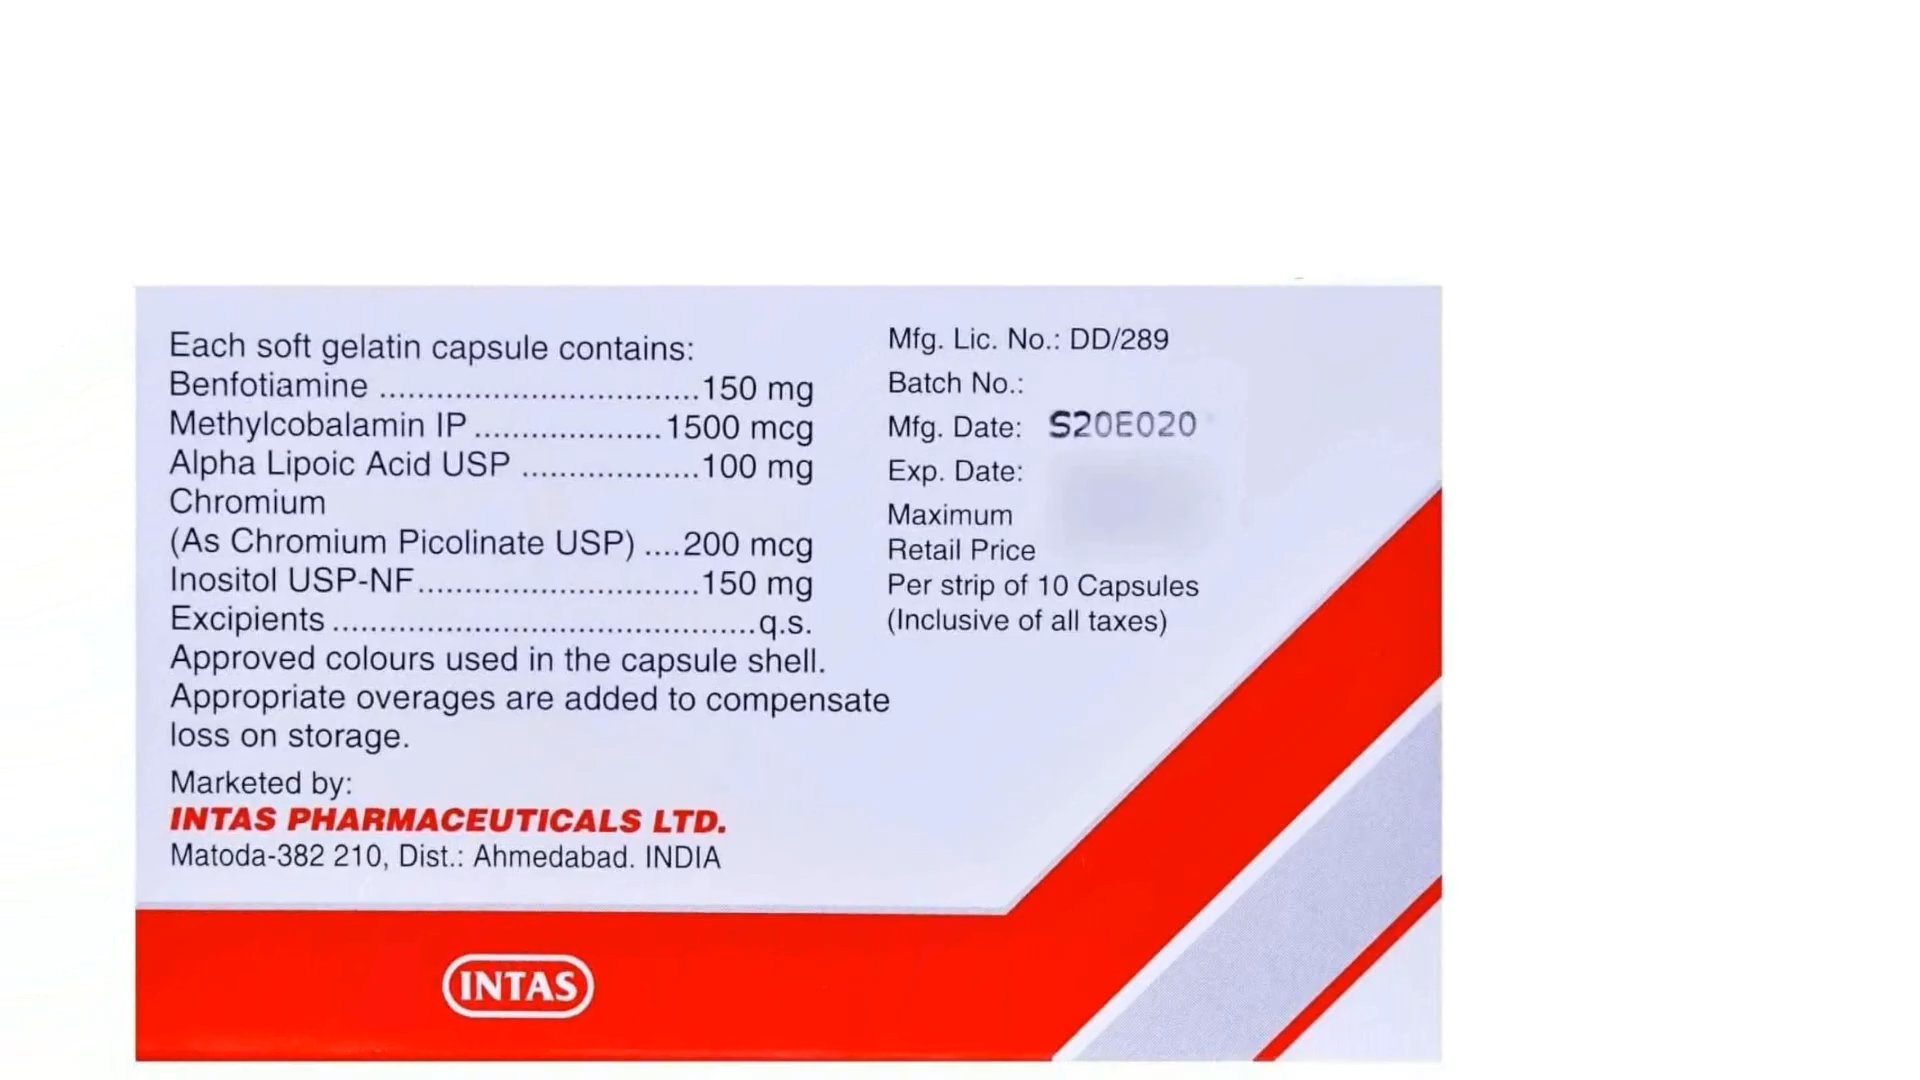 Each soft gelatin capsule contains:
Benfotiamine ..................................150 mg
Methylcobalamin IP....................1500 mcg
Alpha Lipoic Acid USP ...................100 mg
Chromium
(As Chromium Picolinate USP) ....200 mcg
Inositol USP-NF..............................150 mg
Excipients .............................................q.s.
Approved colours used in the capsule shell.
Appropriate overages are added to compensate
loss on storage.
Marketed by:
INTAS PHARMACEUTICALS LTD.
Matoda-382 210, Dist.: Ahmedabad. INDIA
Mfg. Lic. No.: DD/289
Batch No.:
Mfg. Date: S20E020
Exp. Date:
Maximum
Retail Price
Per strip of 10 Capsules
(Inclusive of all taxes)
INTAS